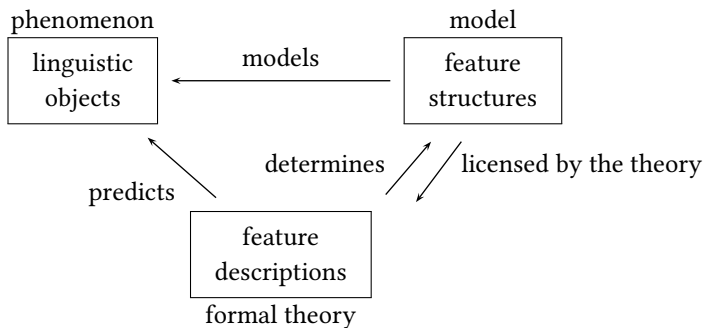 phenomenon
model
linguistic
objects
models
feature
structures
determines
licensed by the theory
predicts
feature
descriptions
formal theory